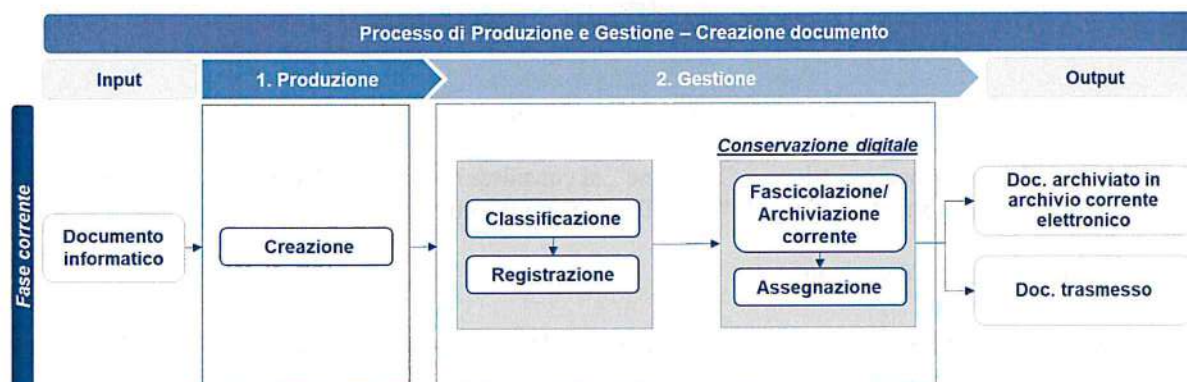 Processo di Produzione e Gestione – Creazione documento
Input
1. Produzione
2. Gestione
Output
Fase corrente
Documento
informatico
Creazione
Classificazione
Registrazione
Conservazione digitale
Fascicolazione/
Archiviazione
corrente
Assegnazione
Doc. archiviato in
archivio corrente
elettronico
Doc. trasmesso